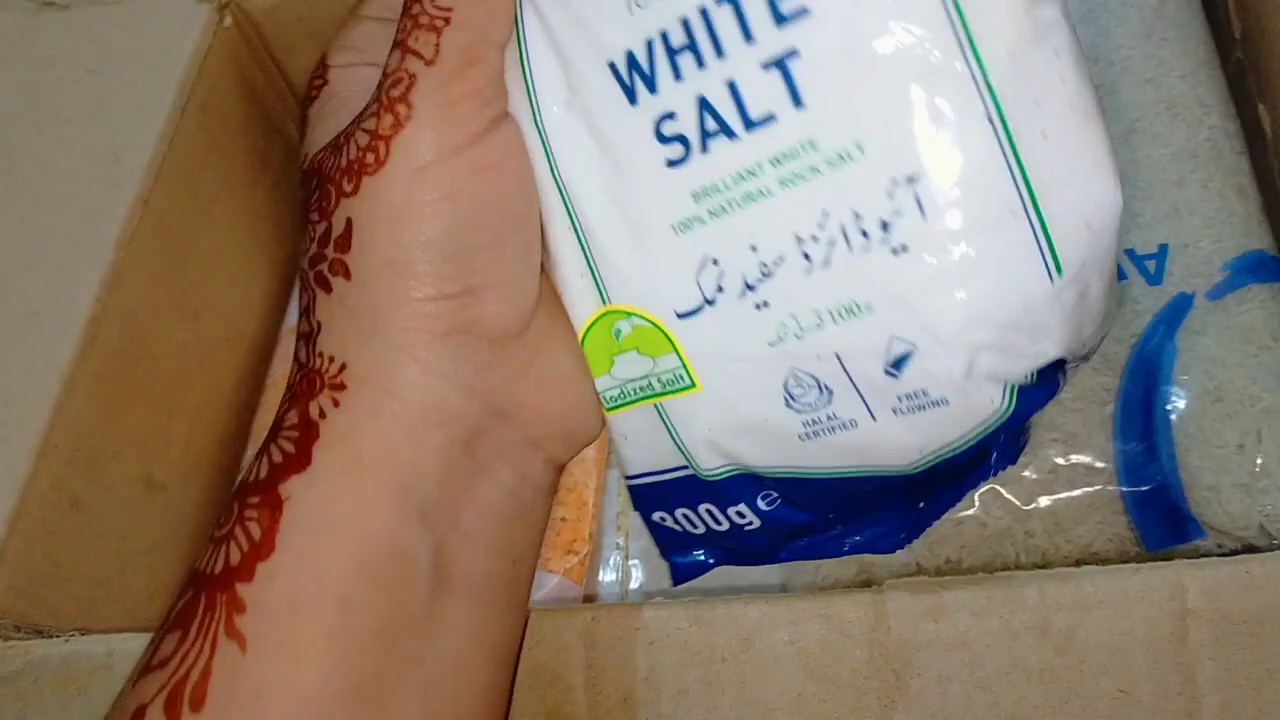 WHITE
SALT
BRILLIANT WHITE
100% NATURAL ROCK SALT
آئیوڈائزڈ سفید نمک
Iodized Salt
HALAL
CERTIFIED
FREE
FLOWING
800g e